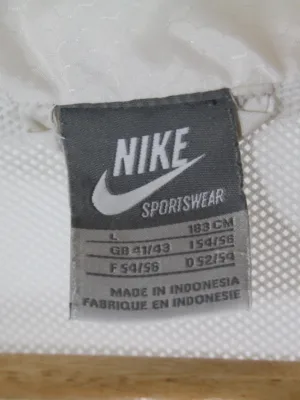 NIKE
SPORTSWEAR
L 183 CM
GB 41/43 I 54/56
F 54/56 D 52/54
MADE IN INDONESIA
FABRIQUE EN INDONESIE